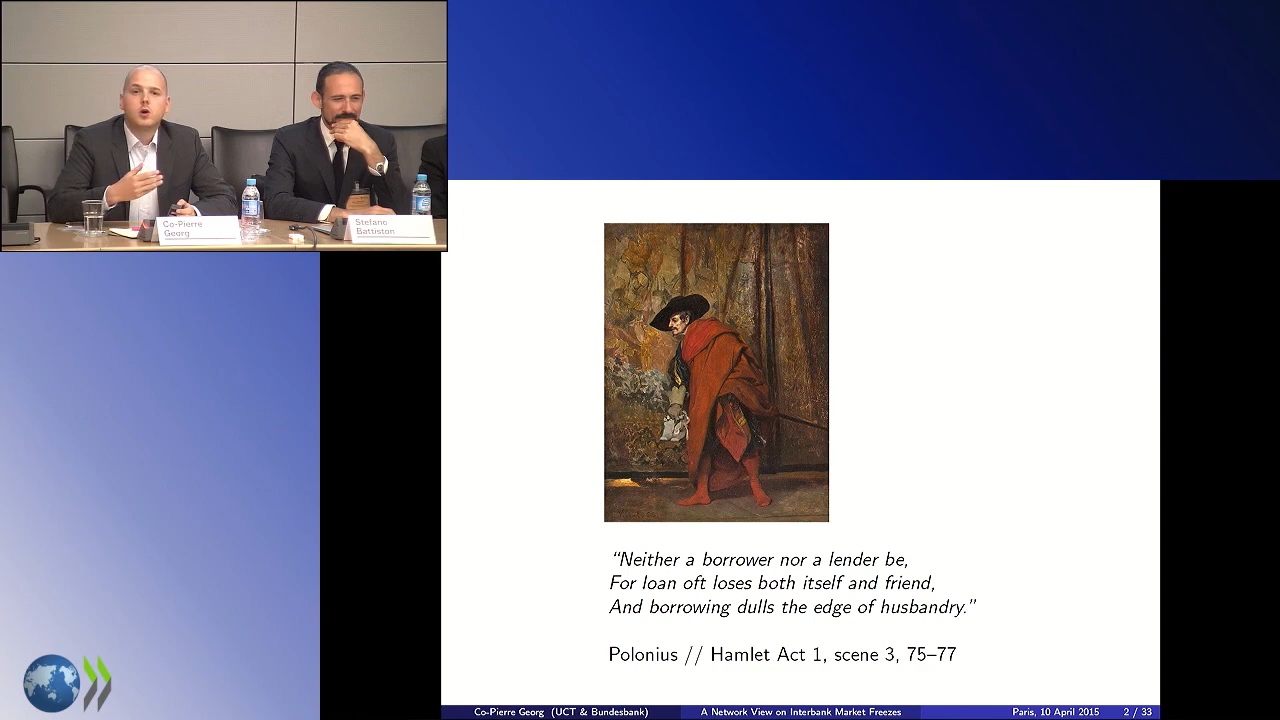 Co-Pierre
Georg
Stefano
Battiston
“Neither a borrower nor a lender be,
For loan oft loses both itself and friend,
And borrowing dulls the edge of husbandry.”
Polonius // Hamlet Act 1, scene 3, 75–77
Co-Pierre Georg (UCT & Bundesbank) A Network View on Interbank Market Freezes Paris, 10 April 2015 2 / 33